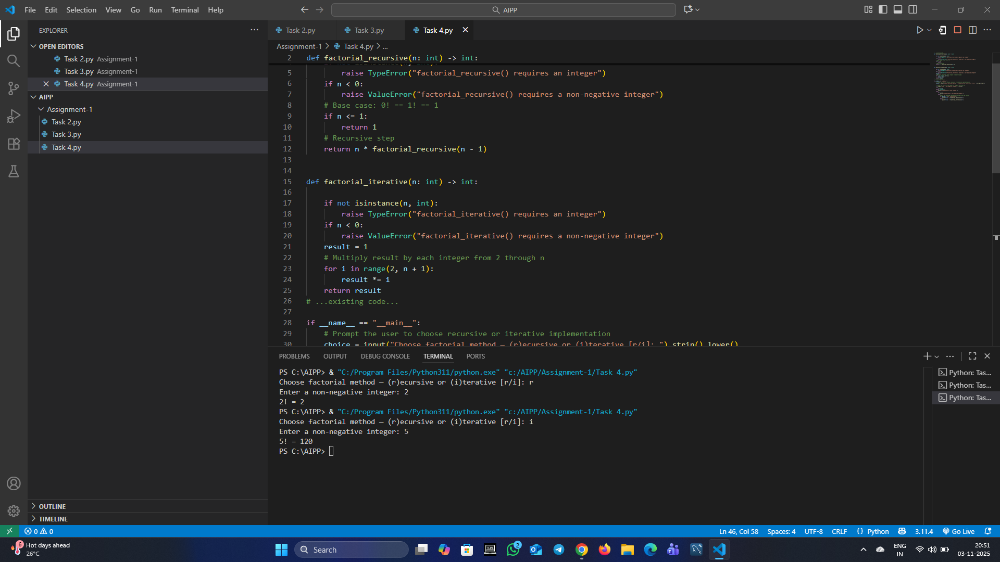 File Edit Selection View Go Run Terminal Help
AIPP
EXPLORER
OPEN EDITORS
Task 2.py Assignment-1
Task 3.py Assignment-1
Task 4.py Assignment-1
AIPP
Assignment-1
Task 2.py
Task 3.py
Task 4.py
OUTLINE
TIMELINE
Task 2.py Task 3.py Task 4.py
Assignment-1 > Task 4.py > ...
2 def factorial_recursive(n: int) -> int:
5 raise TypeError("factorial_recursive() requires an integer")
6 if n < 0:
7 raise ValueError("factorial_recursive() requires a non-negative integer")
8 # Base case: 0! == 1! == 1
9 if n <= 1:
10 return 1
11 # Recursive step
12 return n * factorial_recursive(n - 1)
13
14
15 def factorial_iterative(n: int) -> int:
16
17 if not isinstance(n, int):
18 raise TypeError("factorial_iterative() requires an integer")
19 if n < 0:
20 raise ValueError("factorial_iterative() requires a non-negative integer")
21 result = 1
22 # Multiply result by each integer from 2 through n
23 for i in range(2, n + 1):
24 result *= i
25 return result
26 # ...existing code...
27
28 if __name__ == "__main__":
29 # Prompt the user to choose recursive or iterative implementation
30 choice = input("Choose factorial method — (r)ecursive or (i)terative [r/i]: ").strip().lower()
PROBLEMS OUTPUT DEBUG CONSOLE TERMINAL PORTS
PS C:\AIPP> & "C:/Program Files/Python311/python.exe" "c:/AIPP/Assignment-1/Task 4.py"
Choose factorial method — (r)ecursive or (i)terative [r/i]: r
Enter a non-negative integer: 2
2! = 2
PS C:\AIPP> & "C:/Program Files/Python311/python.exe" "c:/AIPP/Assignment-1/Task 4.py"
Choose factorial method — (r)ecursive or (i)terative [r/i]: i
Enter a non-negative integer: 5
5! = 120
PS C:\AIPP>
Python: Tas...
Python: Tas...
Python: Tas...
0 0
Ln 46, Col 58 Spaces: 4 UTF-8 CRLF {} Python 3.11.4 Go Live
6
Hot days ahead
26°C
Search
2
ENG
IN
20:51
03-11-2025